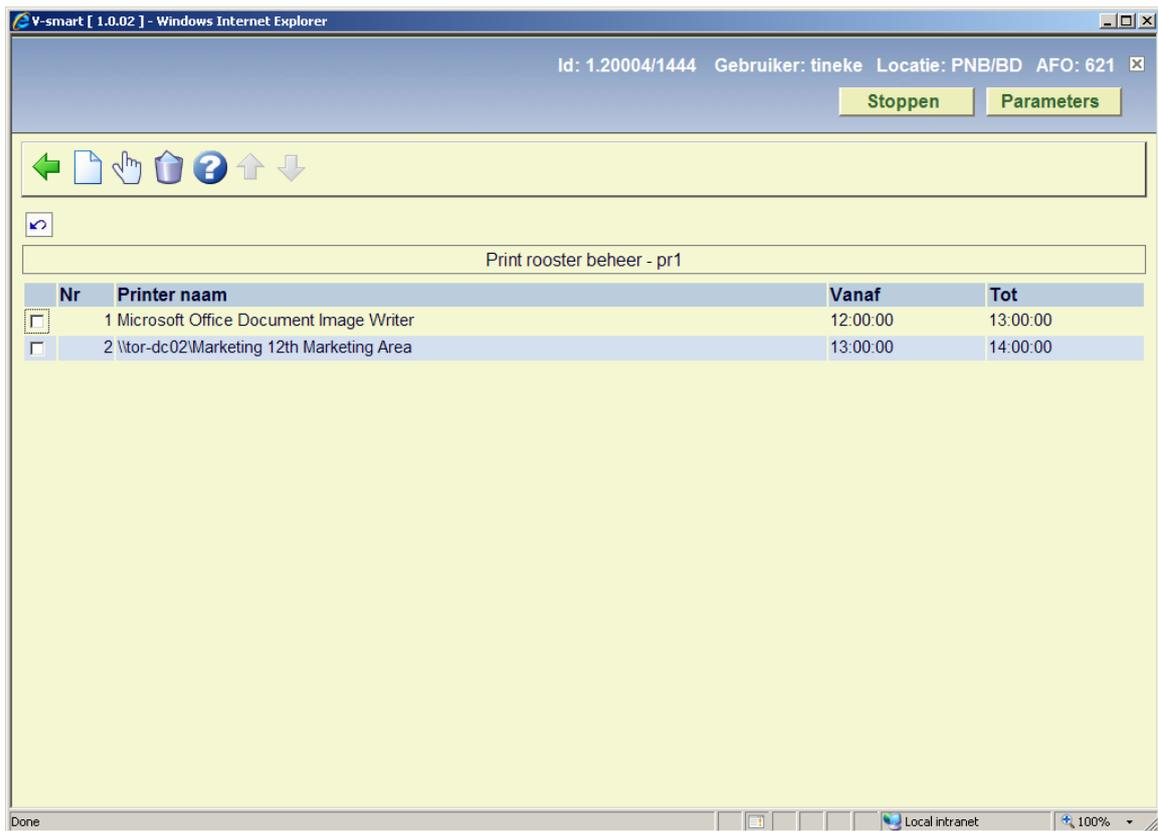 V-smart [ 1.0.02 ] - Windows Internet Explorer
Id: 1.20004/1444 Gebruiker: tineke Locatie: PNB/BD AFO: 621
Stoppen Parameters
Print rooster beheer - pr1
Nr Printer naam Vanaf Tot
1 Microsoft Office Document Image Writer 12:00:00 13:00:00
2 \\tor-dc02\Marketing 12th Marketing Area 13:00:00 14:00:00
Done Local intranet 100%